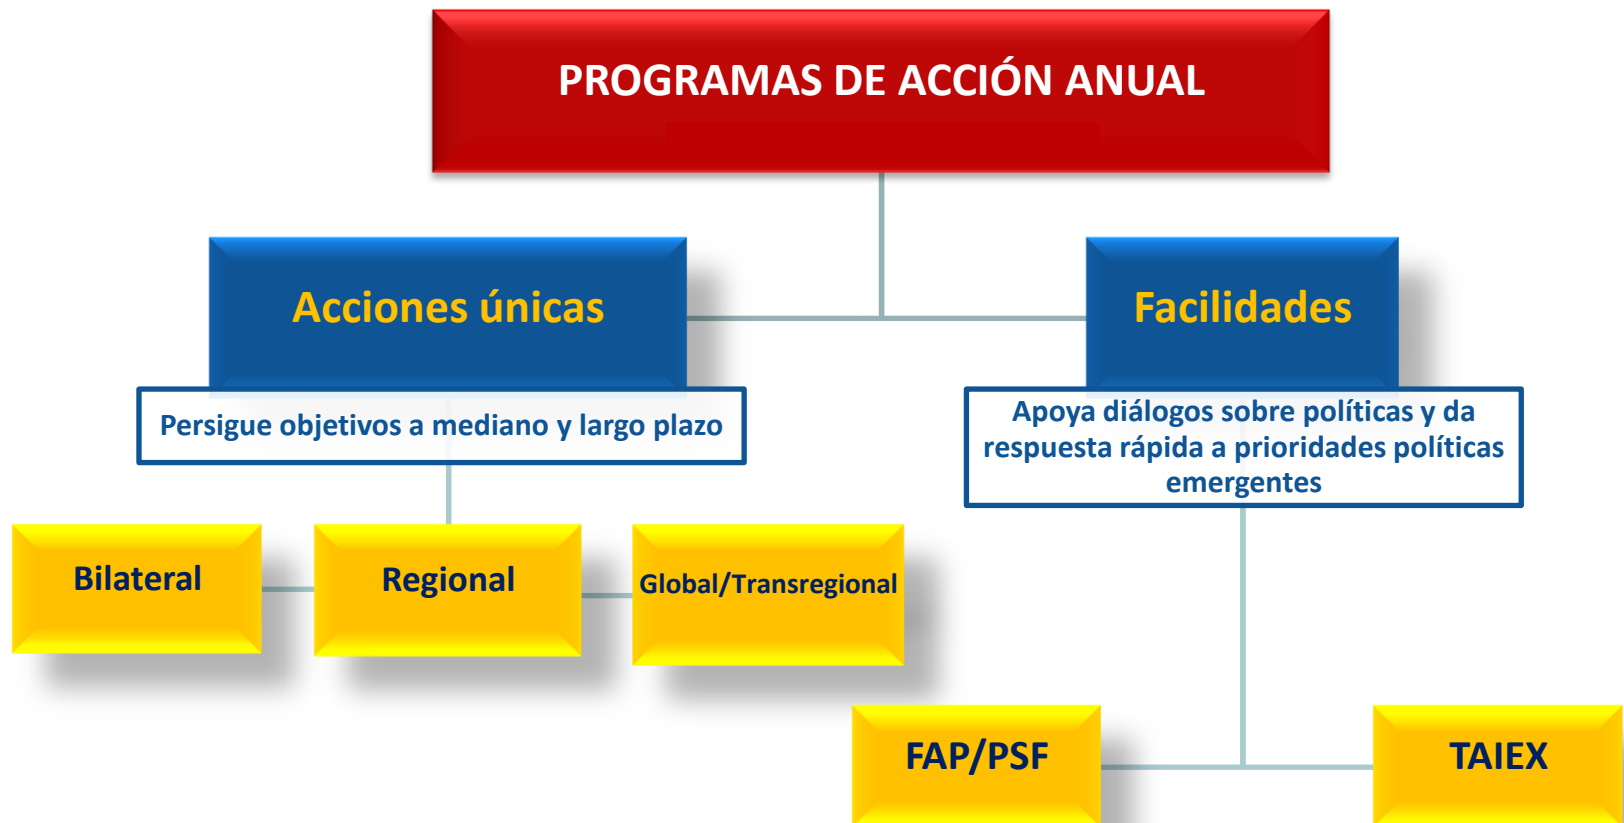 PROGRAMAS DE ACCIÓN ANUAL
Acciones únicas
Persigue objetivos a mediano y largo plazo
Facilidades
Apoya diálogos sobre políticas y da
respuesta rápida a prioridades políticas
emergentes
Bilateral
Regional
Global/Transregional
FAP/PSF
TAIEX